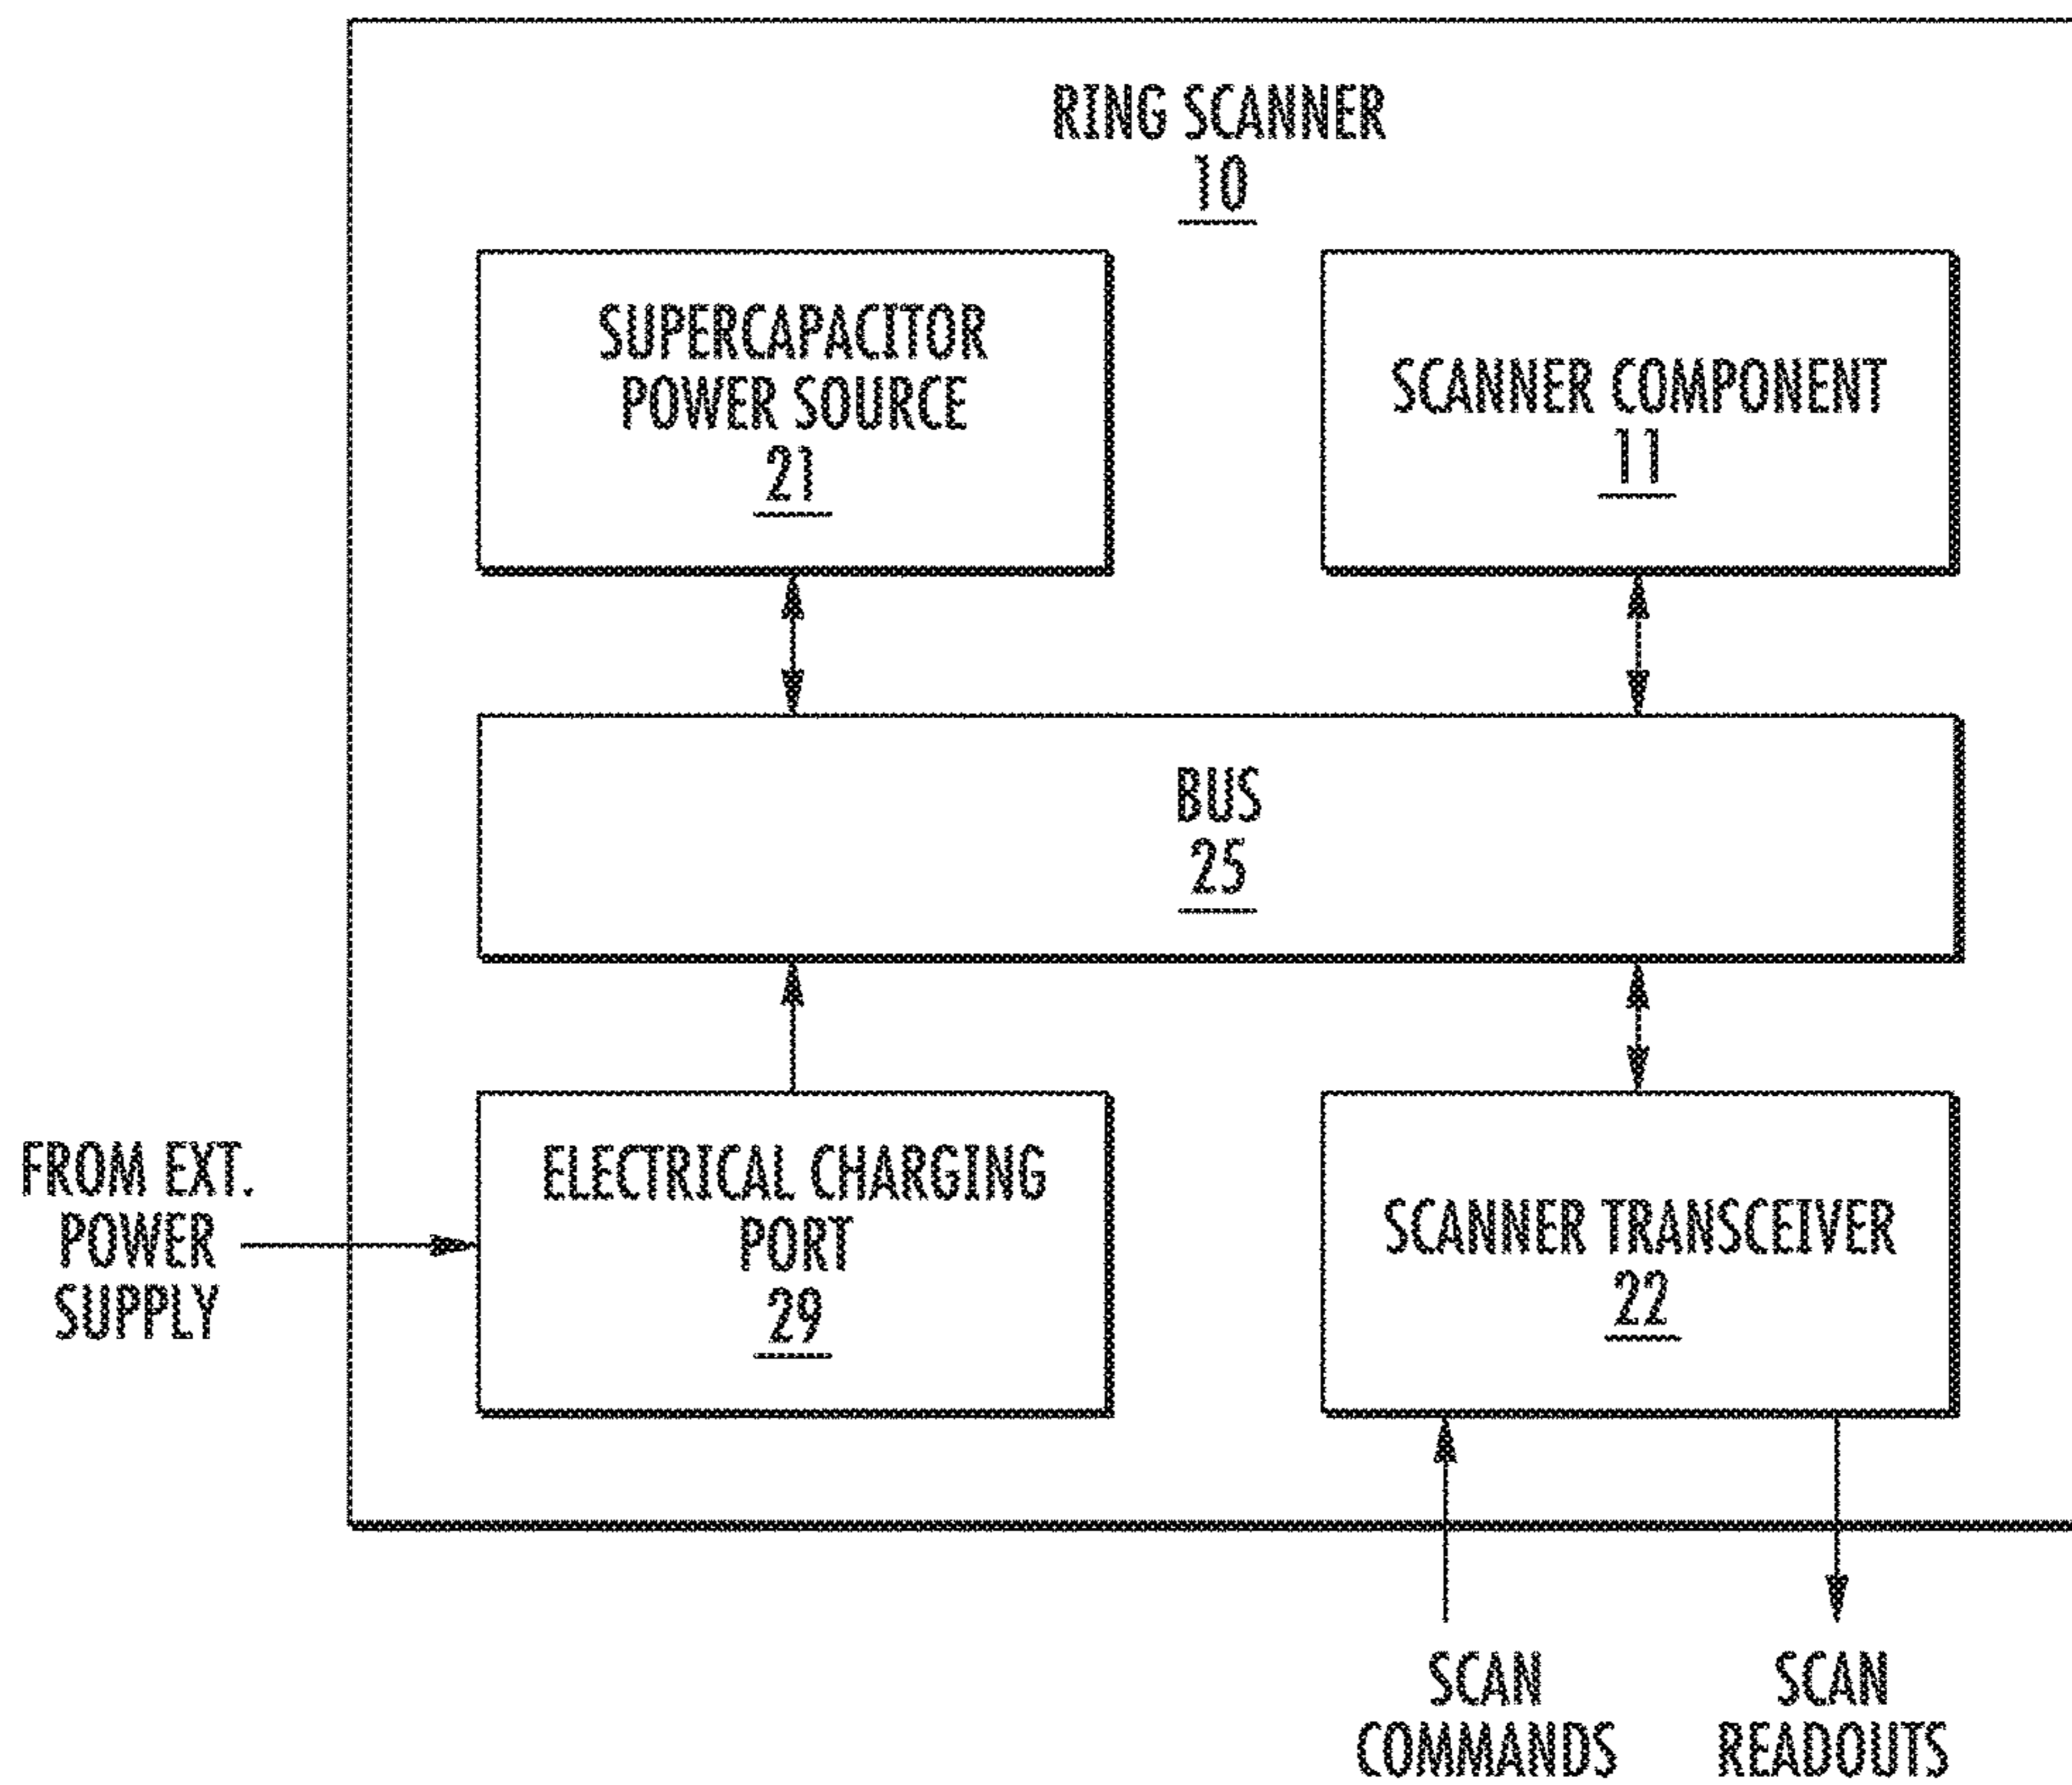 RING SCANNER
10
SUPERCAPACITOR
POWER SOURCE
21
SCANNER COMPONENT
11
BUS
25
FROM EXT.
POWER
SUPPLY
ELECTRICAL CHARGING
PORT
29
SCANNER TRANSCEIVER
22
SCAN
COMMANDS
SCAN
READOUTS